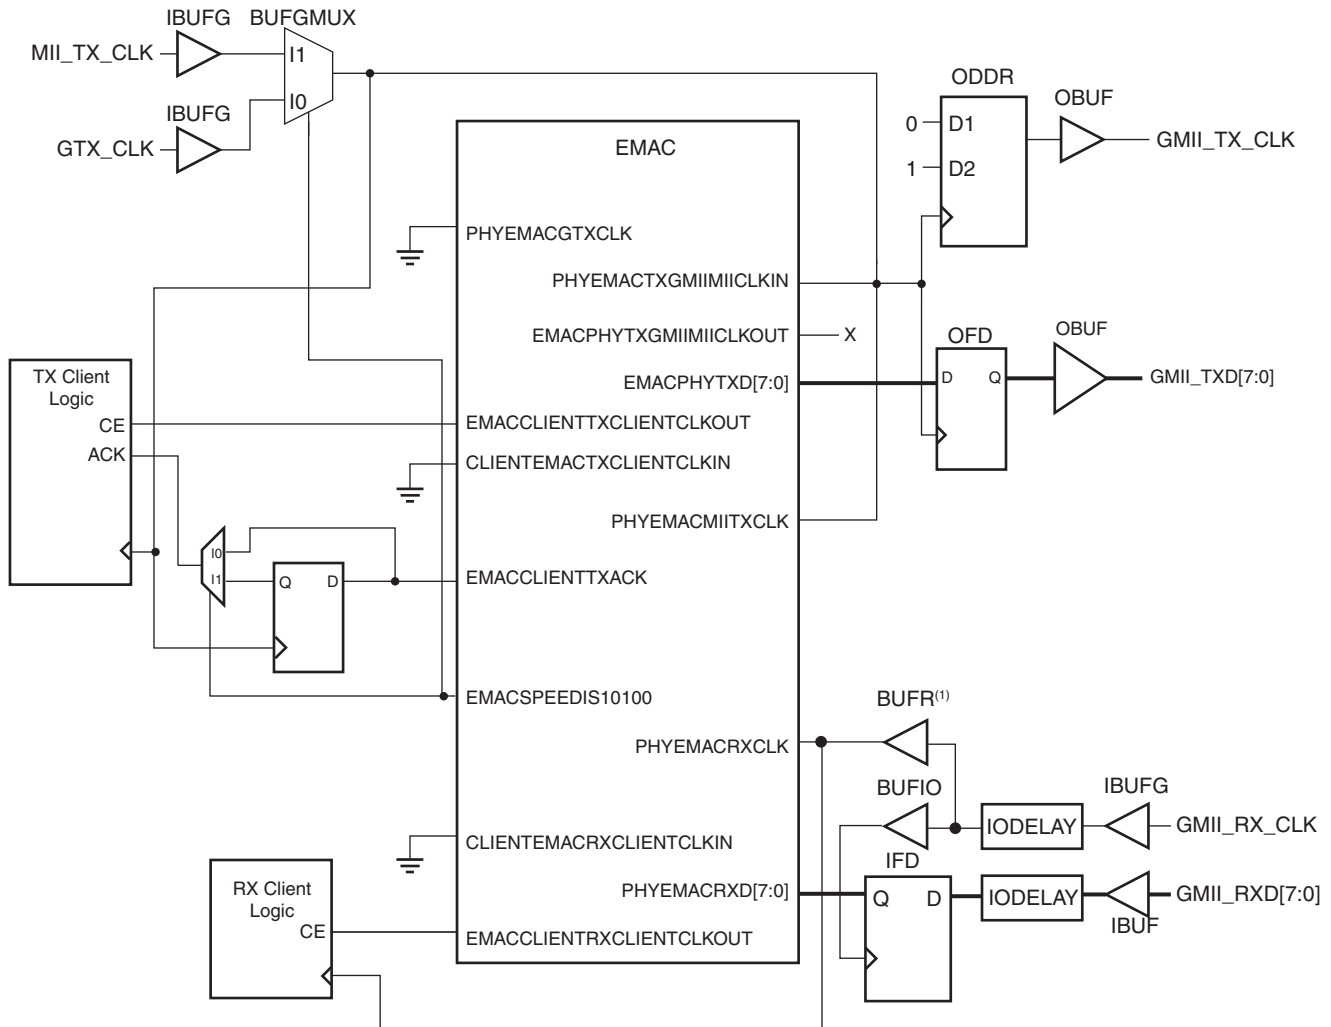 IBUFG BUFGMUX
MII_TX_CLK
I1
I0
IBUFG
GTX_CLK
EMAC
ODDR
0 D1
1 D2
OBUF
GMII_TX_CLK
PHYEMACGTXCLK
PHYEMACTXGMIIMIICLKIN
EMACPHYTXGMIIMIICLKOUT X
EMACPHYTXD[7:0]
OFD
D Q
OBUF
GMII_TXD[7:0]
TX Client
Logic
CE
ACK
EMACCLIENTTXCLIENTCLKOUT
CLIENTEMACTXCLIENTCLKIN
PHYEMACMIITXCLK
I0
I1
Q D
EMACCLIENTTXACK
EMACSPEEDIS10100
PHYEMACRXCLK
BUFR(1)
BUFIO
IODELAY
IBUFG
GMII_RX_CLK
CLIENTEMACRXCLIENTCLKIN
PHYEMACRXD[7:0]
IFD
Q D
IODELAY
IBUF
GMII_RXD[7:0]
RX Client
Logic
CE
EMACCLIENTRXCLIENTCLKOUT